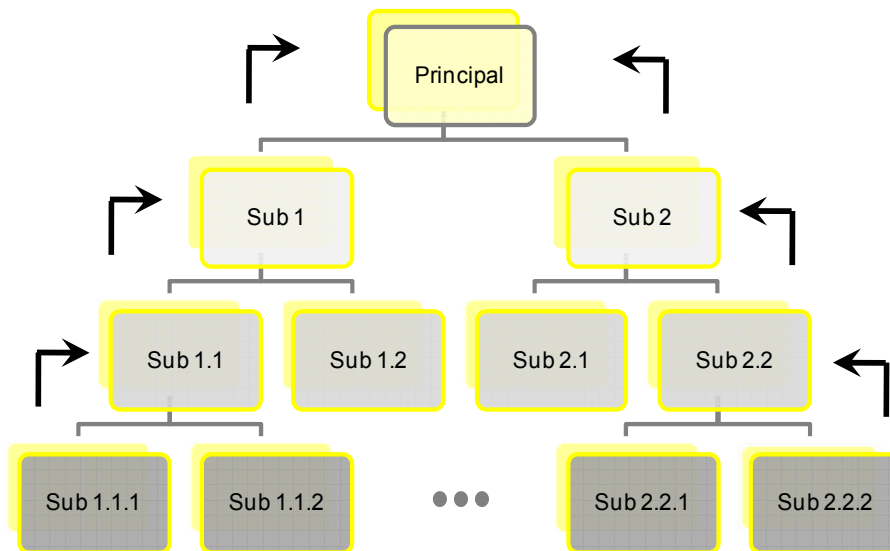 Principal
Sub 1
Sub 2
Sub 1.1
Sub 1.2
Sub 2.1
Sub 2.2
Sub 1.1.1
Sub 1.1.2
Sub 2.2.1
Sub 2.2.2